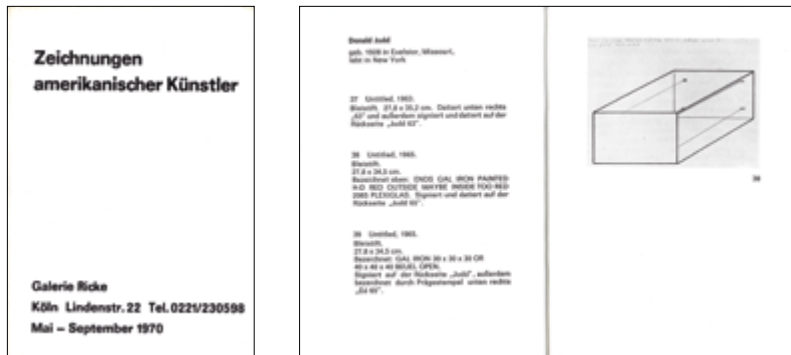 Zeichnungen
amerikanischer Künstler
Galerie Ricke
Köln Lindenstr. 22 Tel. 0221/230598
Mai – September 1970
Donald Judd
geb. 1928 in Exelsior, Missouri,
lebt in New York
37 Untitled, 1963.
Bleistift. 27,8 x 35,2 cm. Datiert unten rechts
„63" und außerdem signiert und datiert auf der
Rückseite „Judd 63".
38 Untitled, 1965.
Bleistift.
27,8 x 34,5 cm.
Bezeichnet oben: ENDS GAL IRON PAINTED
H-D RED OUTSIDE MAYBE INSIDE TOO RED
2065 PLEXIGLAS. Signiert und datiert auf der
Rückseite „Judd 65".
39 Untitled, 1965.
Bleistift.
27,8 x 34,5 cm.
Bezeichnet: GAL IRON 30 x 30 x 30 OR
40 x 40 x 40 OPEN.
Signiert auf der Rückseite „Judd", außerdem
bezeichnet durch Prägestempel unten rechts